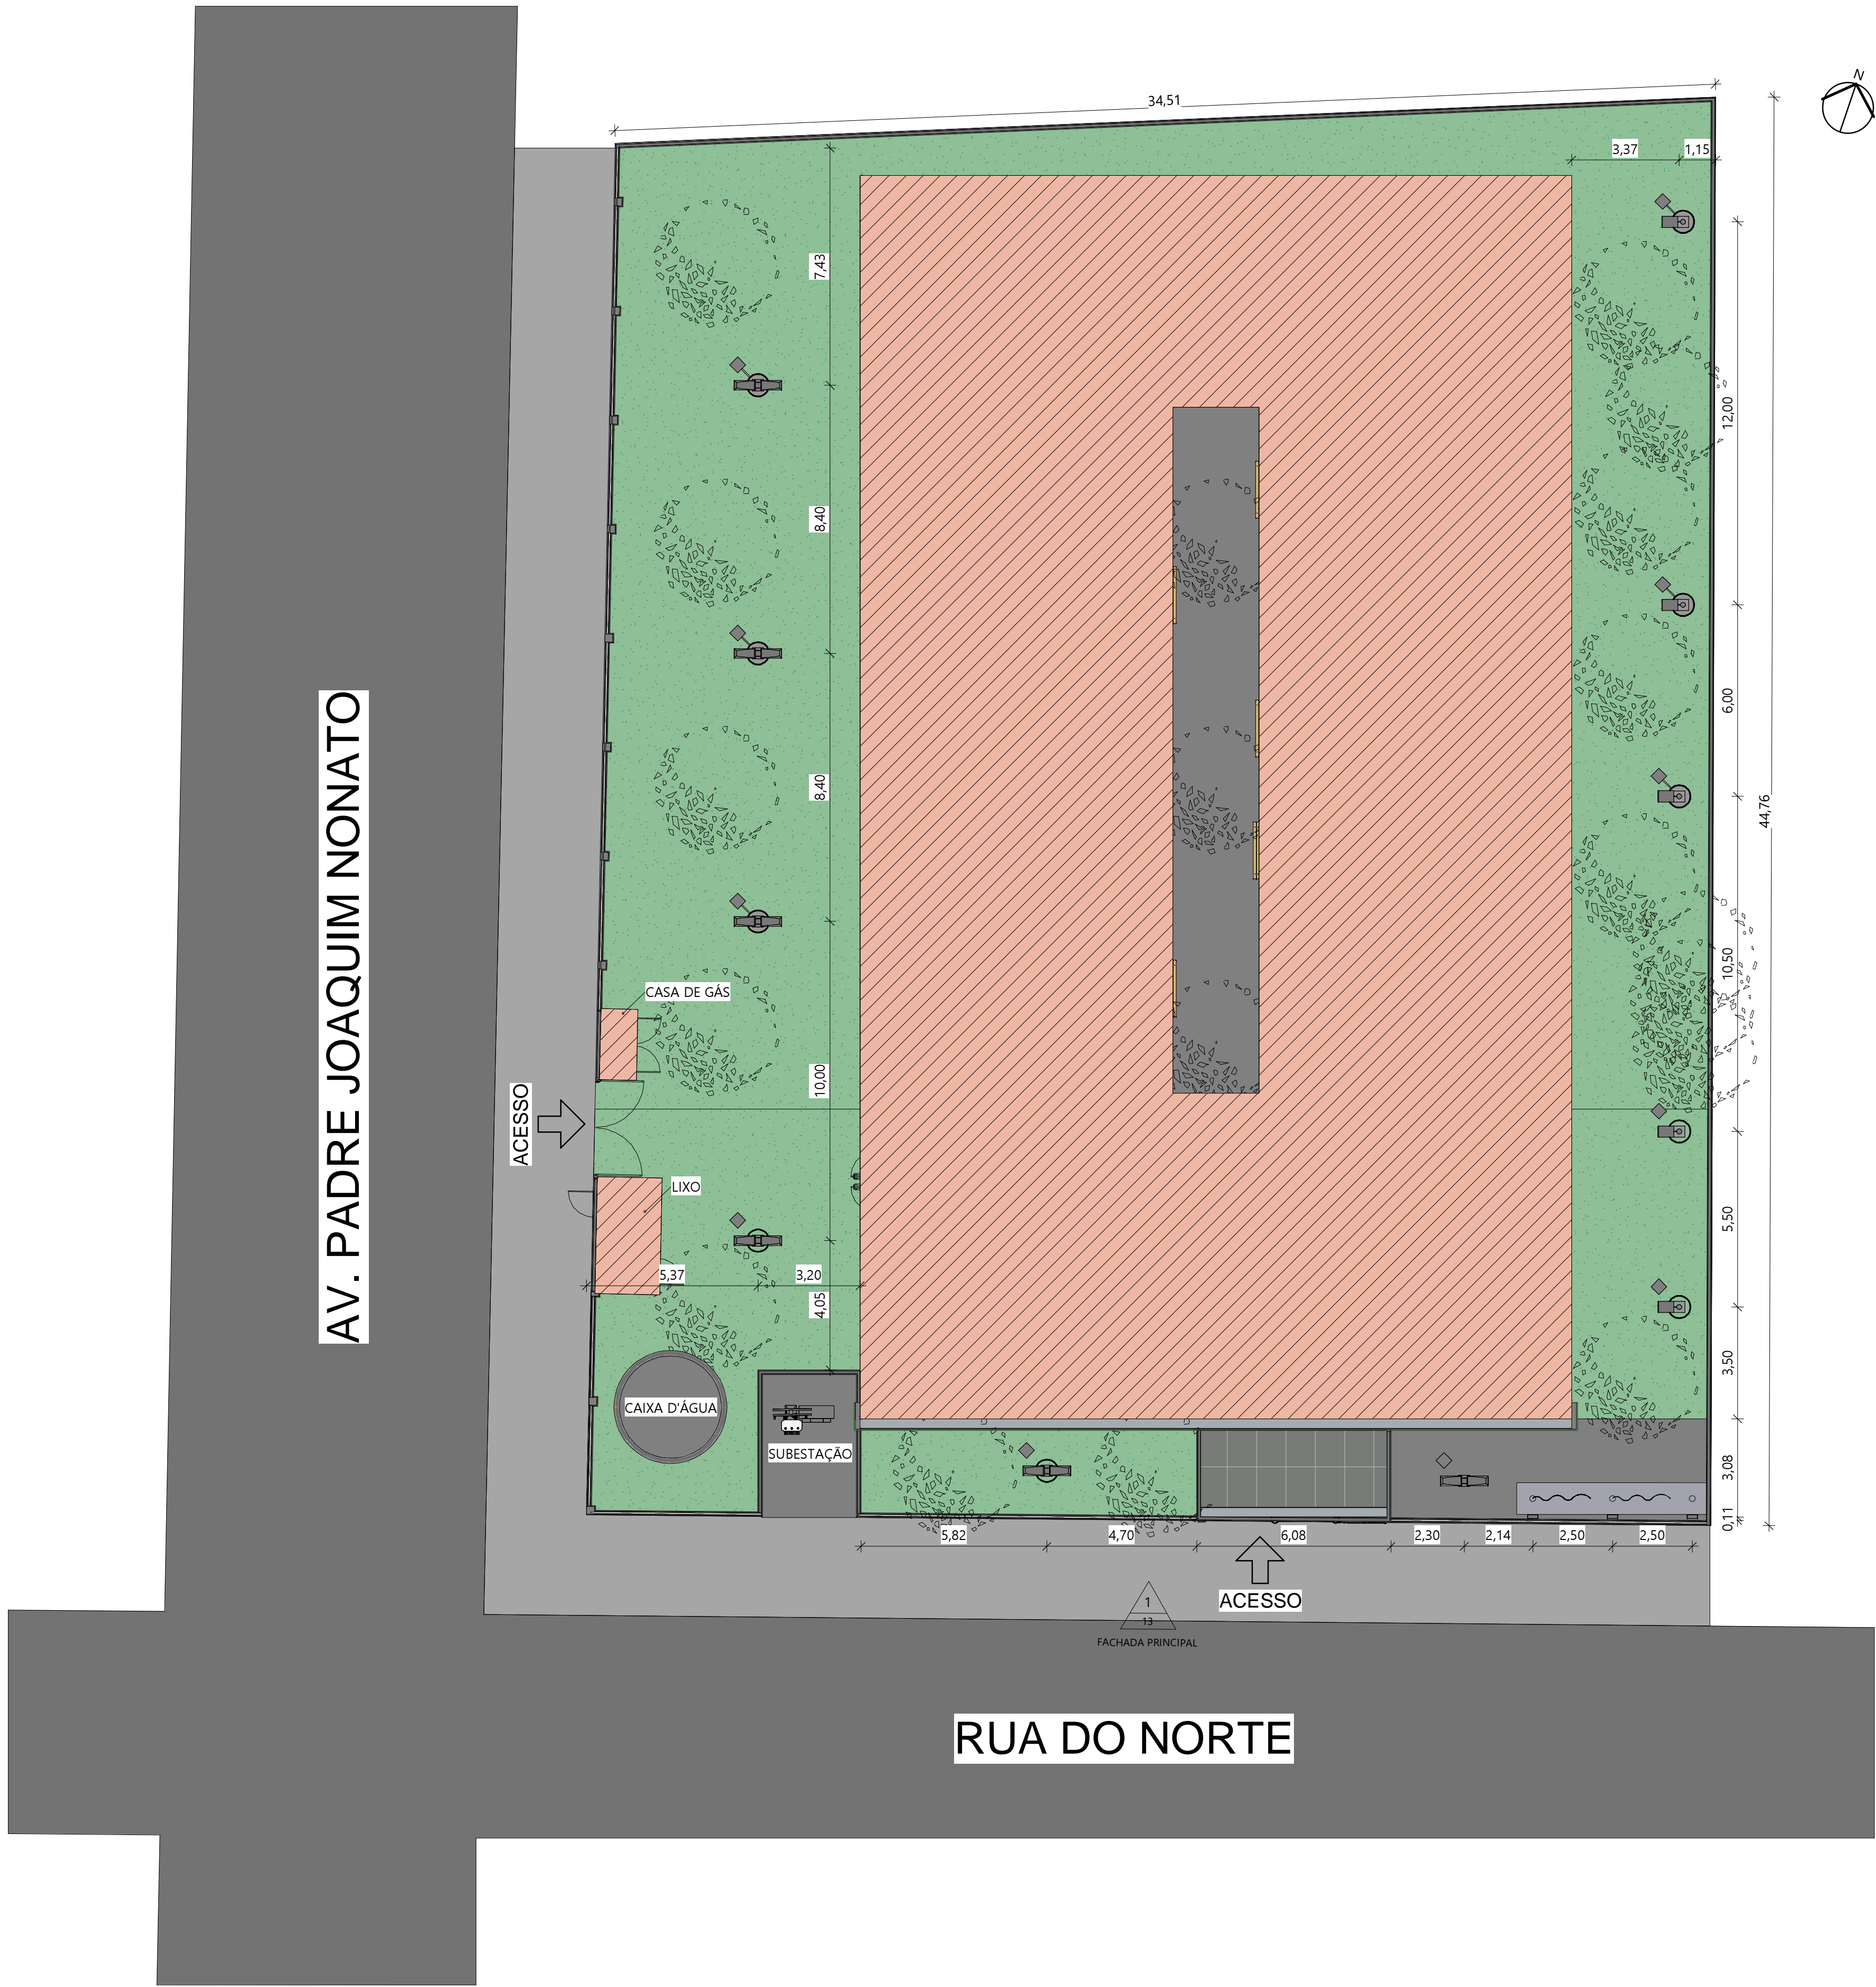 N
34,51
3,37
1,15
7,43
12,00
8,40
6,00
AV. PADRE JOAQUIM NONATO
8,40
44,76
10,50
CASA DE GÁS
10,00
ACESSO
LIXO
5,50
5,37
3,20
4,05
3,50
CAIXA D'ÁGUA
SUBESTAÇÃO
3,08
0,11
5,82
4,70
6,08
2,30
2,14
2,50
2,50
ACESSO
1
13
FACHADA PRINCIPAL
RUA DO NORTE